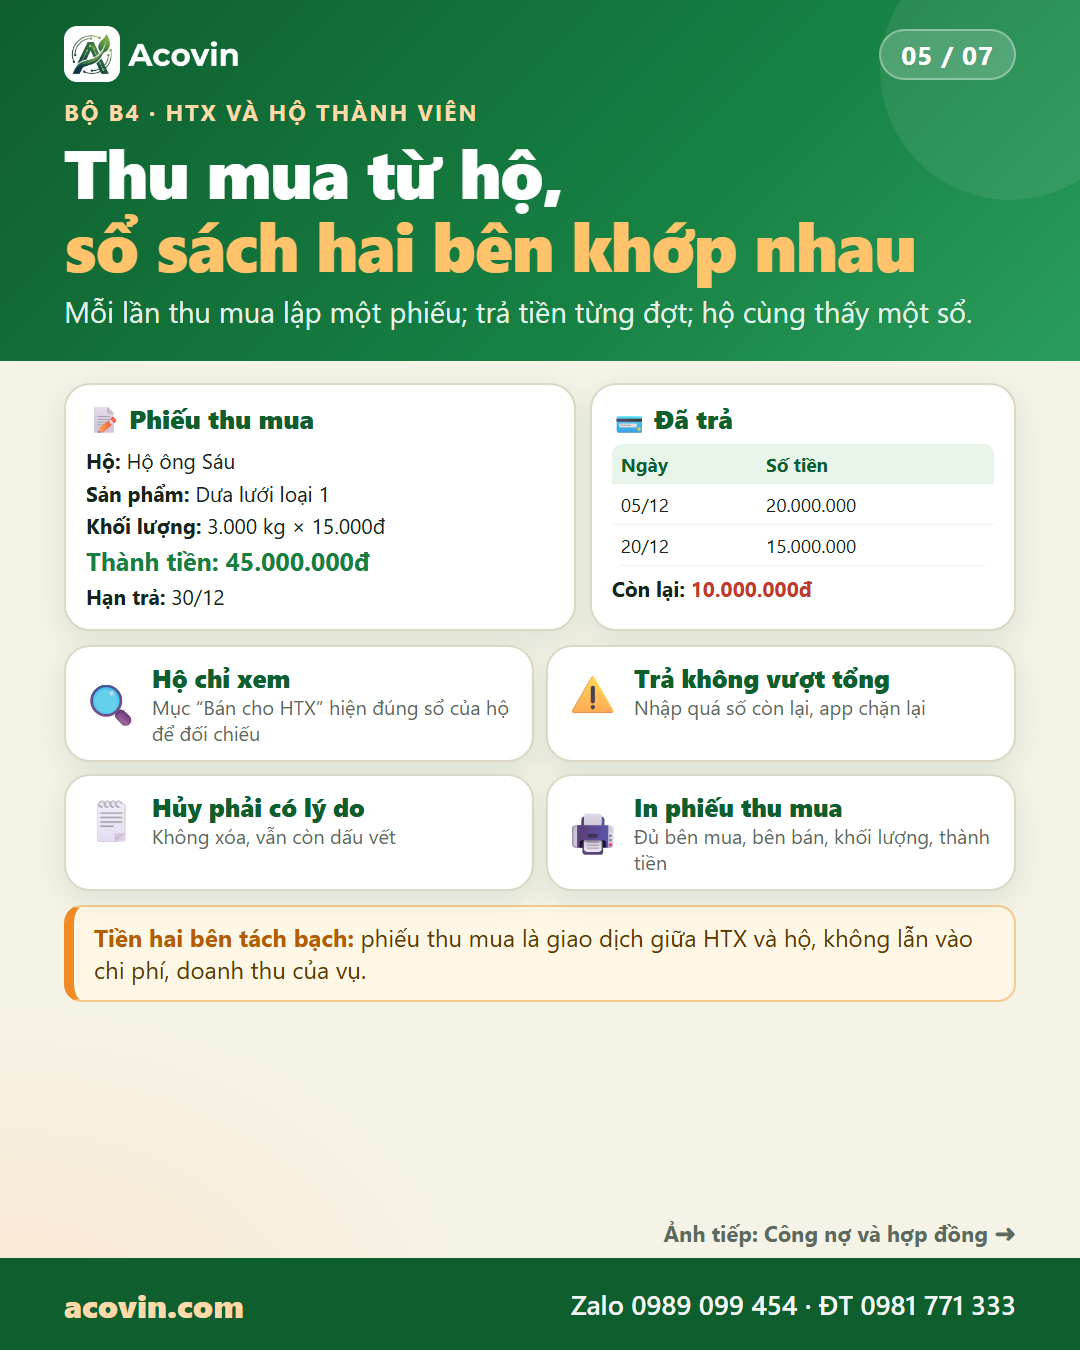 Acovin
05 / 07
BỘ B4 · HTX VÀ HỘ THÀNH VIÊN
Thu mua từ hộ,
sổ sách hai bên khớp nhau
Mỗi lần thu mua lập một phiếu; trả tiền từng đợt; hộ cùng thấy một sổ.
Phiếu thu mua
Hộ: Hộ ông Sáu
Sản phẩm: Dưa lưới loại 1
Khối lượng: 3.000 kg × 15.000đ
Thành tiền: 45.000.000đ
Hạn trả: 30/12
Đã trả
Ngày Số tiền
05/12 20.000.000
20/12 15.000.000
Còn lại: 10.000.000đ
Hộ chỉ xem
Mục “Bán cho HTX” hiện đúng sổ của hộ
để đối chiếu
Trả không vượt tổng
Nhập quá số còn lại, app chặn lại
Hủy phải có lý do
Không xóa, vẫn còn dấu vết
In phiếu thu mua
Đủ bên mua, bên bán, khối lượng, thành
tiền
Tiền hai bên tách bạch: phiếu thu mua là giao dịch giữa HTX và hộ, không lẫn vào
chi phí, doanh thu của vụ.
Ảnh tiếp: Công nợ và hợp đồng ➜
acovin.com
Zalo 0989 099 454 · ĐT 0981 771 333